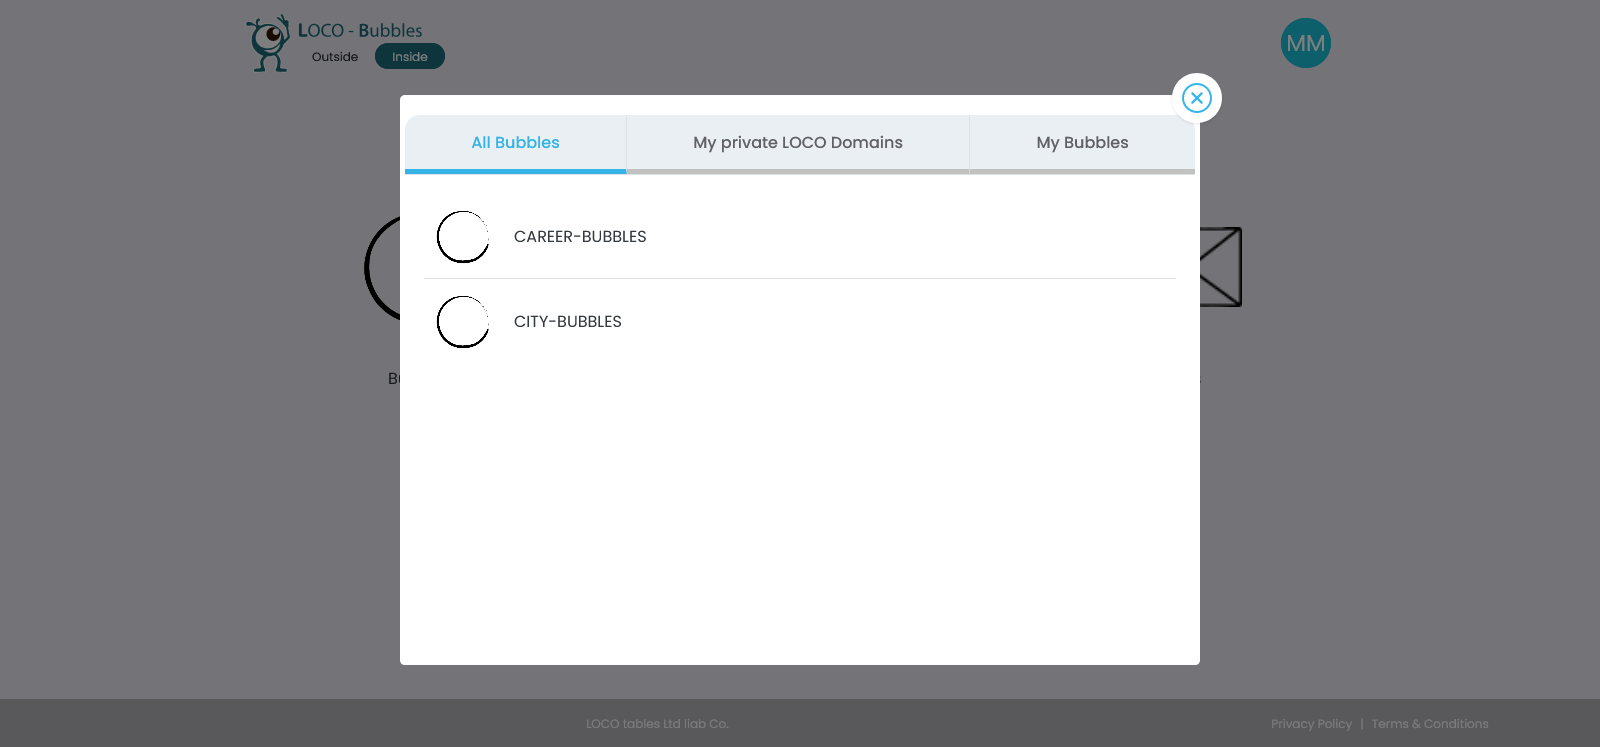 LOCO - Bubbles
Outside
Inside
MM
All Bubbles
My private LOCO Domains
My Bubbles
CAREER-BUBBLES
CITY-BUBBLES
LOCO tables Ltd liab Co.
Privacy Policy | Terms & Conditions